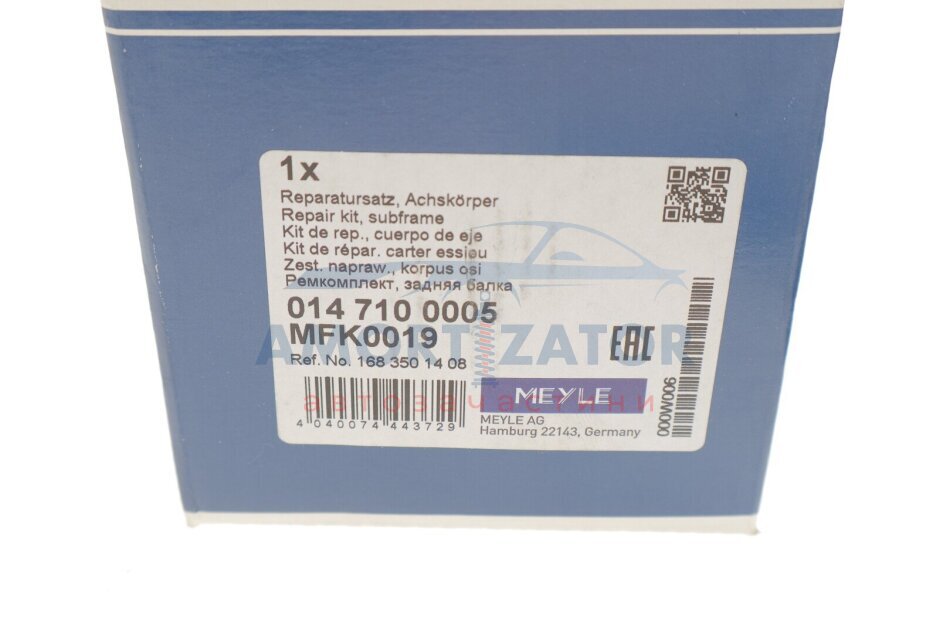 1x
Reparatursatz, Achskörper
Repair kit, subframe
Kit de rep., cuerpo de eje
Kit de répar. carter essieu
Zest. napraw., korpus osi
Ремкомплект, задняя балка
014 710 0005
MFK0019
Ref. No. 168 350 14 08
EAC
AMORTIZATOR
автозапчастини
4 040074 443729
MEYLE
MEYLE AG
Hamburg 22143, Germany
000W006